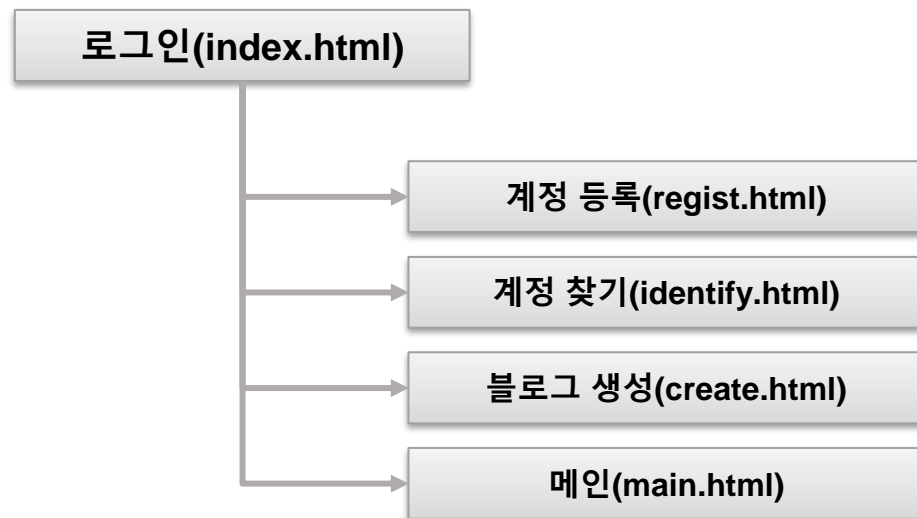 로그인(index.html)
계정 등록(regist.html)
계정 찾기(identify.html)
블로그 생성(create.html)
메인(main.html)